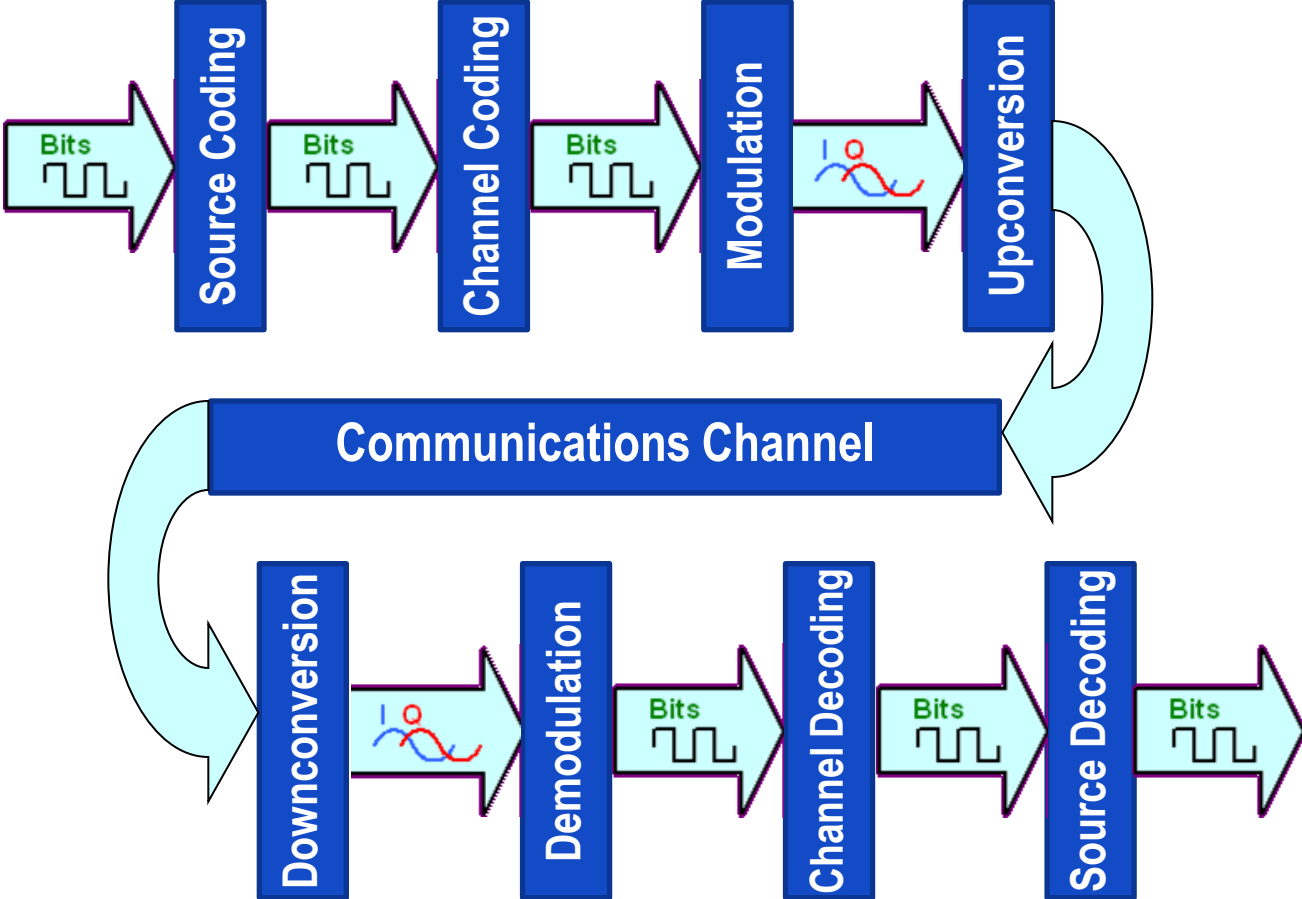 Bits
Source Coding
Bits
Channel Coding
Bits
Modulation
I Q
Upconversion
Communications Channel
Downconversion
I Q
Demodulation
Bits
Channel Decoding
Bits
Source Decoding
Bits